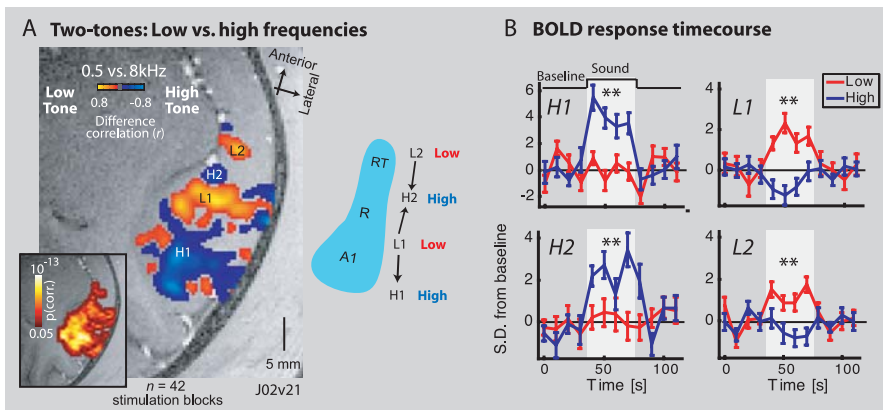 A Two-tones: Low vs. high frequencies
Anterior
Lateral
0.5 vs. 8kHz
Low Tone
High Tone
0.8 -0.8
Difference correlation (r)
L2
H2
L1
H1
10-13
p(corr.)
0.05
5 mm
n = 42
stimulation blocks
J02v21
RT
R
A1
L2 Low
H2 High
L1 Low
H1 High
B BOLD response timecourse
Baseline Sound
Low
High
H1
**
6
4
2
0
-2
L1
**
4
2
0
-2
H2
**
4
2
0
-2
L2
**
4
2
0
-2
S.D. from baseline
0 50 100
Time [s]
0 50 100
Time [s]